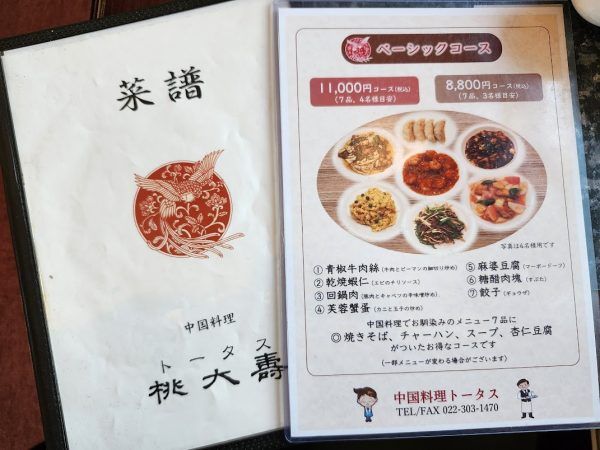 菜譜
中国料理
トータス
桃大壽
ベーシックコース
11,000円コース(税込)
(7品、4名様目安)
8,800円コース(税込)
(7品、3名様目安)
写真は4名様用です
①青椒牛肉絲(牛肉とピーマンの細切り炒め)
②乾焼蝦仁(エビのチリソース)
③回鍋肉(豚肉とキャベツの辛味噌炒め)
④芙蓉蟹蛋(カニと玉子の炒め)
⑤麻婆豆腐(マーボードーフ)
⑥糖醋肉塊(すぶた)
⑦餃子(ギョウザ)
中国料理でお馴染みのメニュー7品に
◎焼きそば、チャーハン、スープ、杏仁豆腐
がついたお得なコースです
(一部メニューが変わる場合がございます)
中国料理トータス
TEL/FAX 022-303-1470